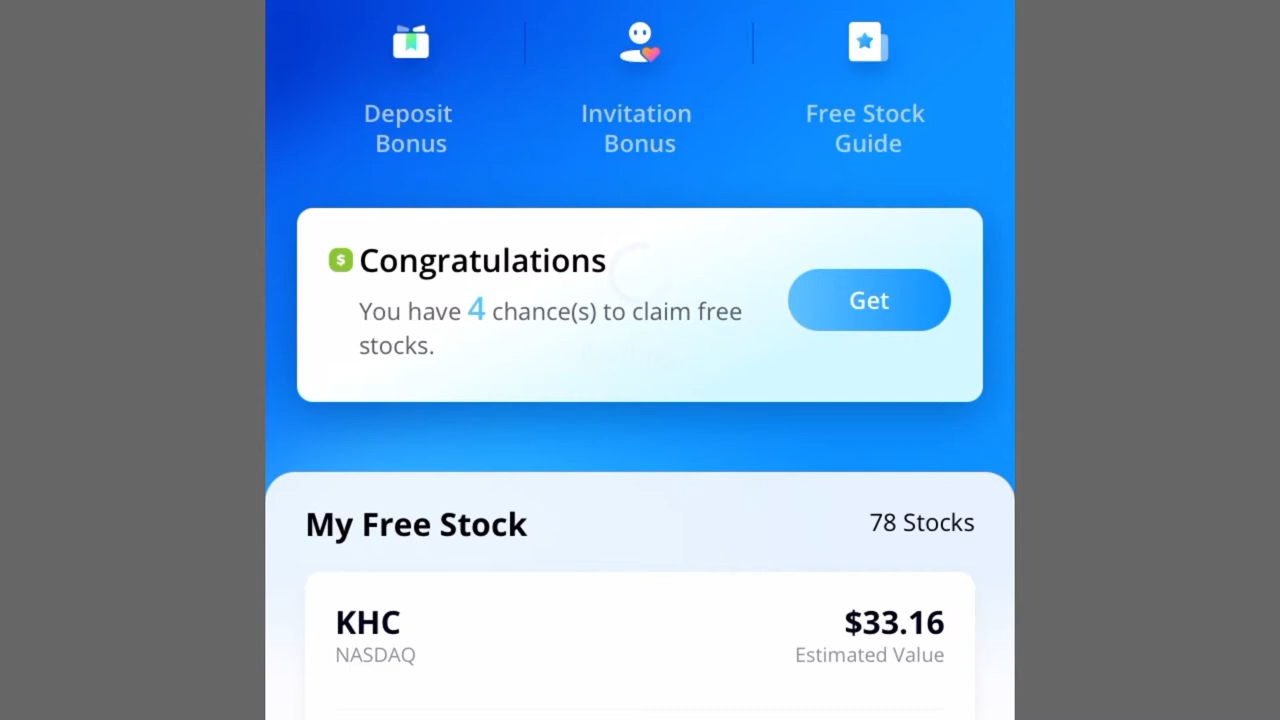 Deposit
Bonus
Invitation
Bonus
Free Stock
Guide
$ Congratulations
You have 4 chance(s) to claim free
stocks.
Get
My Free Stock
78 Stocks
KHC
$33.16
NASDAQ
Estimated Value